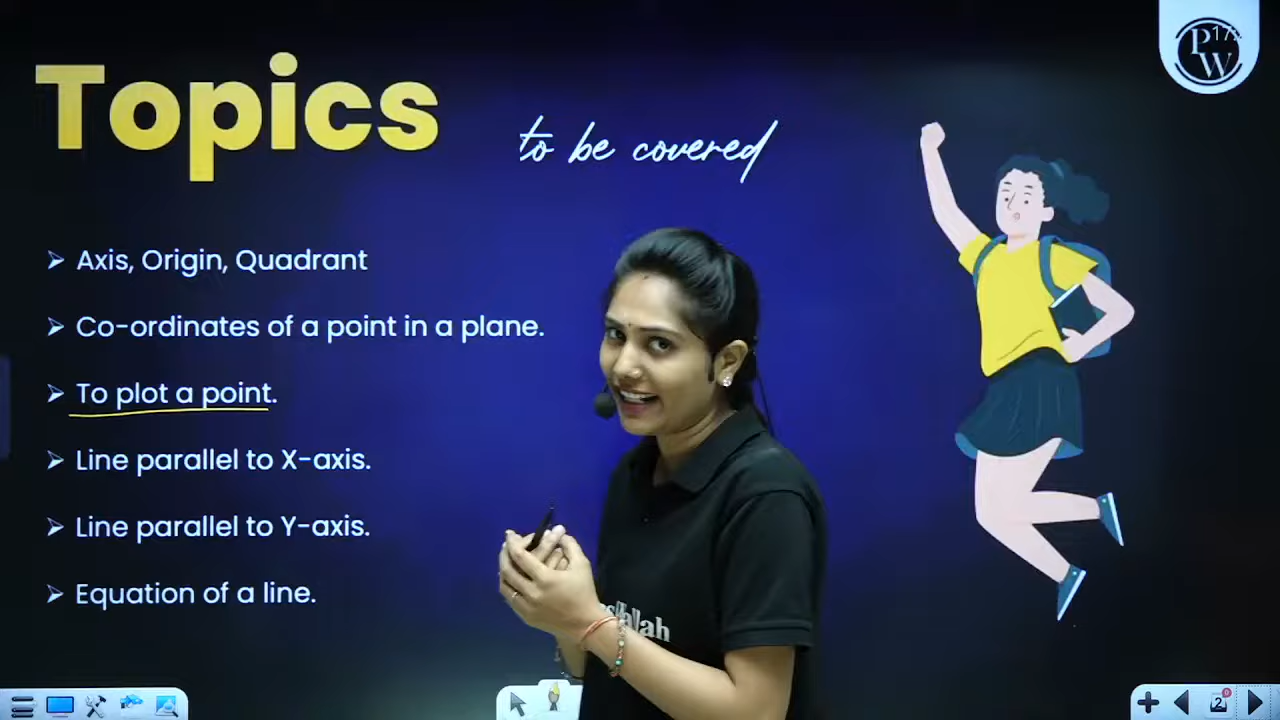 Topics
to be covered
➤ Axis, Origin, Quadrant
➤ Co-ordinates of a point in a plane.
➤ To plot a point.
➤ Line parallel to X-axis.
➤ Line parallel to Y-axis.
➤ Equation of a line.
P
W
2